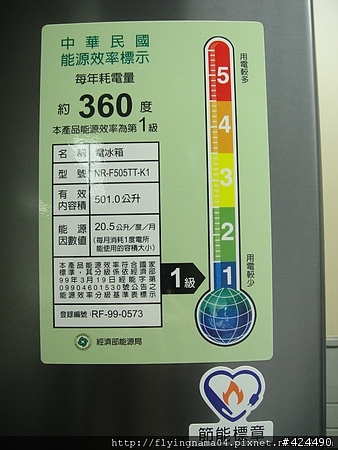 中華民國
能源效率標示
每年耗電量
約 360 度
本產品能源效率為第1級
名稱 電冰箱
型號 NR-F505TT-K1
有效內容積 501.0公升
能源因數值 20.5公升/度/月
(每月消耗1度電所能使用的容積大小)
本產品能源效率符合國家
標準，其分級係依經濟部
99年3月19日經能字第
09904601530號公告之
能源效率分級基準表標示
登錄編號 RF-99-0573
經濟部能源局
用電較多
5
4
3
2
1
用電較少
1級
節能標章
http://flyingnama04.pixnet.net/ #424490